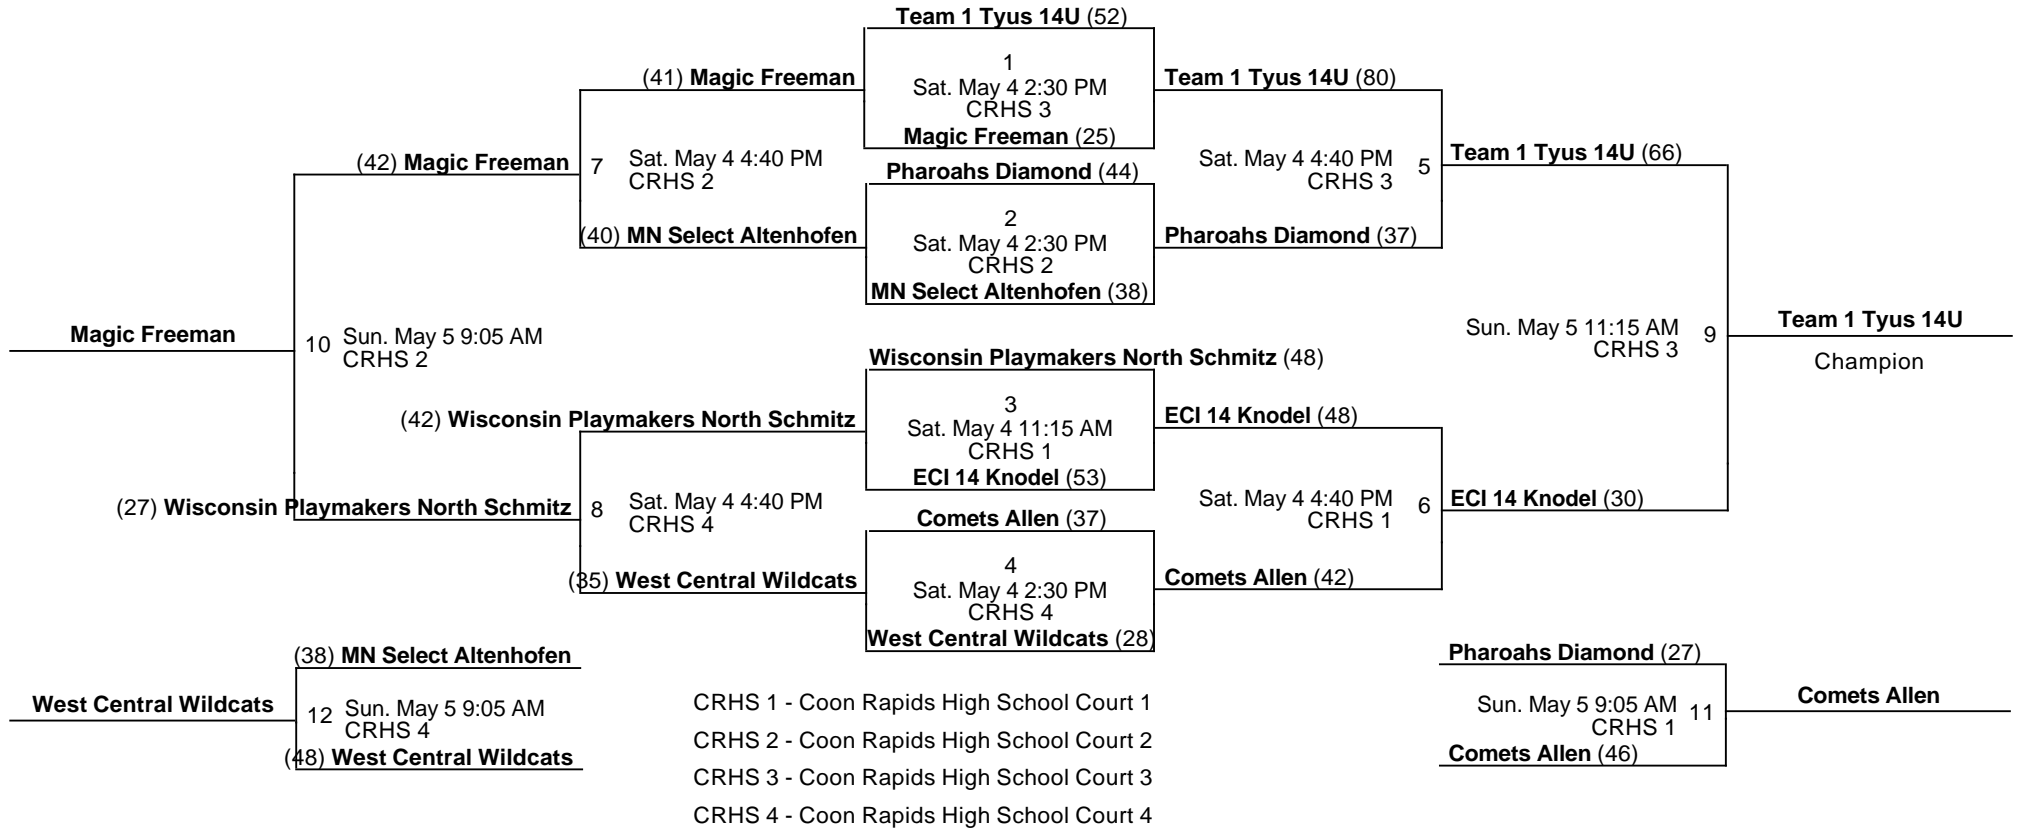 Team 1 Tyus 14U (52)
1
Sat. May 4 2:30 PM
CRHS 3
Magic Freeman (25)
(41) Magic Freeman
Team 1 Tyus 14U (80)
(42) Magic Freeman
7
Sat. May 4 4:40 PM
CRHS 2
Sat. May 4 4:40 PM
CRHS 3
5
Team 1 Tyus 14U (66)
Pharoahs Diamond (44)
2
Sat. May 4 2:30 PM
CRHS 2
MN Select Altenhofen (38)
(40) MN Select Altenhofen
Pharoahs Diamond (37)
Magic Freeman
10
Sun. May 5 9:05 AM
CRHS 2
Sun. May 5 11:15 AM
CRHS 3
9
Team 1 Tyus 14U
Champion
Wisconsin Playmakers North Schmitz (48)
3
Sat. May 4 11:15 AM
CRHS 1
ECI 14 Knodel (53)
(42) Wisconsin Playmakers North Schmitz
ECI 14 Knodel (48)
(27) Wisconsin Playmakers North Schmitz
8
Sat. May 4 4:40 PM
CRHS 4
Sat. May 4 4:40 PM
CRHS 1
6
ECI 14 Knodel (30)
Comets Allen (37)
4
Sat. May 4 2:30 PM
CRHS 4
West Central Wildcats (28)
(35) West Central Wildcats
Comets Allen (42)
(38) MN Select Altenhofen
West Central Wildcats
12
Sun. May 5 9:05 AM
CRHS 4
(48) West Central Wildcats
CRHS 1 - Coon Rapids High School Court 1
CRHS 2 - Coon Rapids High School Court 2
CRHS 3 - Coon Rapids High School Court 3
CRHS 4 - Coon Rapids High School Court 4
Pharoahs Diamond (27)
Sun. May 5 9:05 AM
CRHS 1
11
Comets Allen
Comets Allen (46)